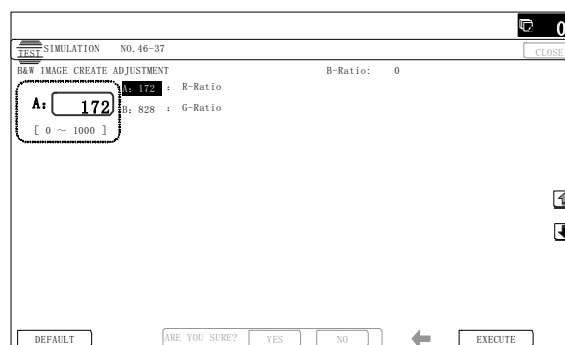 0
TEST SIMULATION NO. 46-37
CLOSE
B&W IMAGE CREATE ADJUSTMENT B-Ratio: 0
A: 172 : R-Ratio
A: 172
B: 828 : G-Ratio
[ 0 ～ 1000 ]
DEFAULT ARE YOU SURE? YES NO EXECUTE